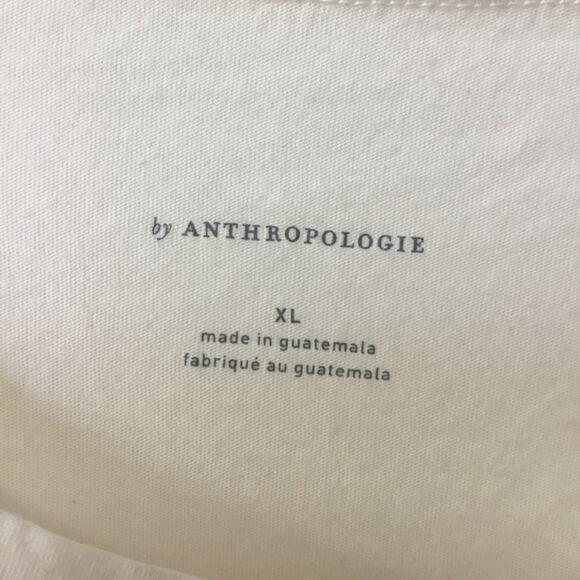 by ANTHROPOLOGIE
XL
made in guatemala
fabriqué au guatemala